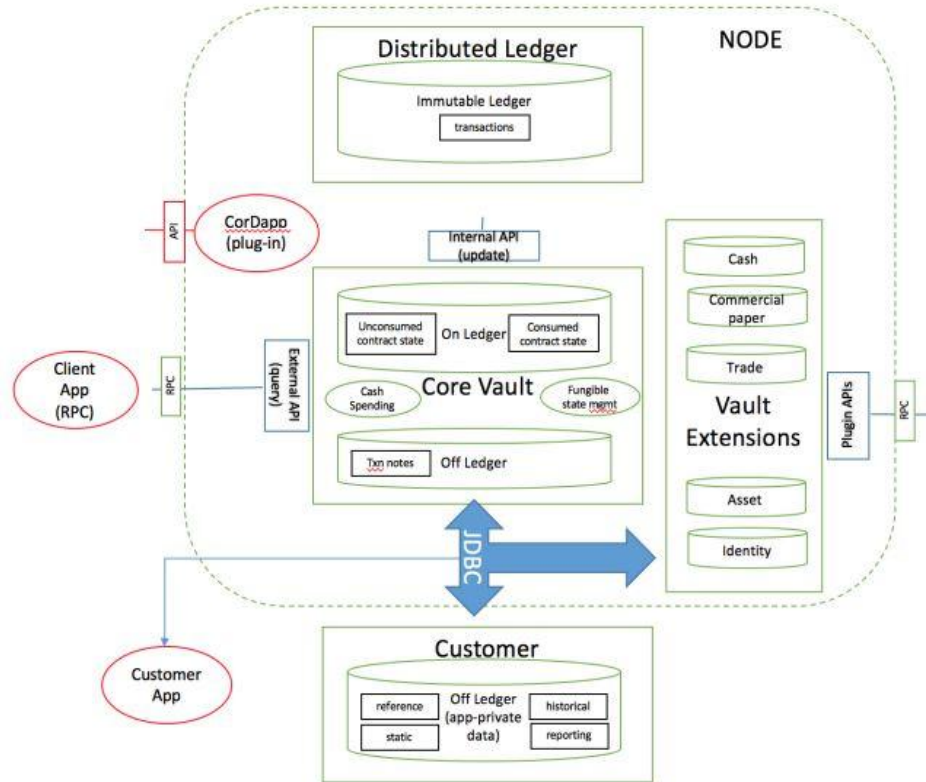 NODE
Distributed Ledger
Immutable Ledger
transactions
API
CorDapp
(plug-in)
Internal API
(update)
Cash
Commercial
paper
Trade
Vault
Extensions
Asset
Identity
Plugin APIs
RPC
Client
App
(RPC)
RPC
External API
(query)
Unconsumed
contract state
On Ledger
Consumed
contract state
Cash
Spending
Core Vault
Fungible
state mgmt
Txn notes
Off Ledger
JDBC
Customer
App
Customer
reference
static
Off Ledger
(app-private
data)
historical
reporting